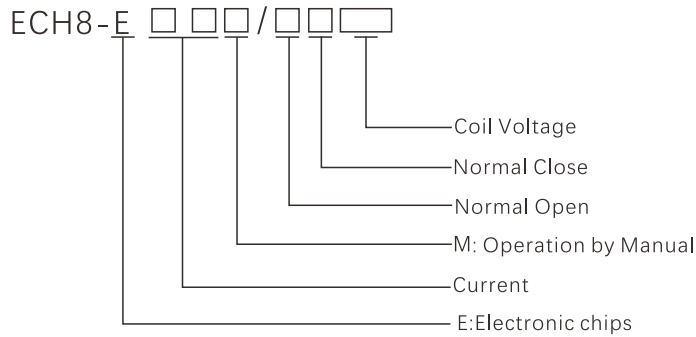 ECH8-E □ □ □ / □ □ □
Coil Voltage
Normal Close
Normal Open
M: Operation by Manual
Current
E:Electronic chips